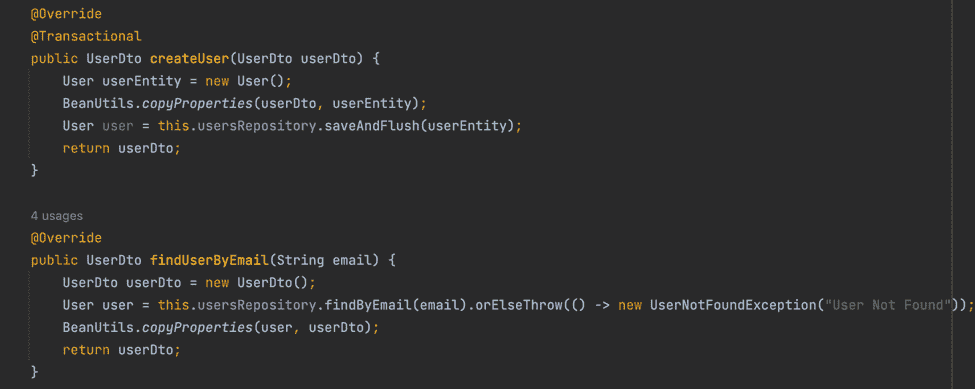 @Override
@Transactional
public UserDto createUser(UserDto userDto) {
User userEntity = new User();
BeanUtils.copyProperties(userDto, userEntity);
User user = this.usersRepository.saveAndFlush(userEntity);
return userDto;
}
4 usages
@Override
public UserDto findUserByEmail(String email) {
UserDto userDto = new UserDto();
User user = this.usersRepository.findByEmail(email).orElseThrow(() -> new UserNotFoundException("User Not Found"));
BeanUtils.copyProperties(user, userDto);
return userDto;
}